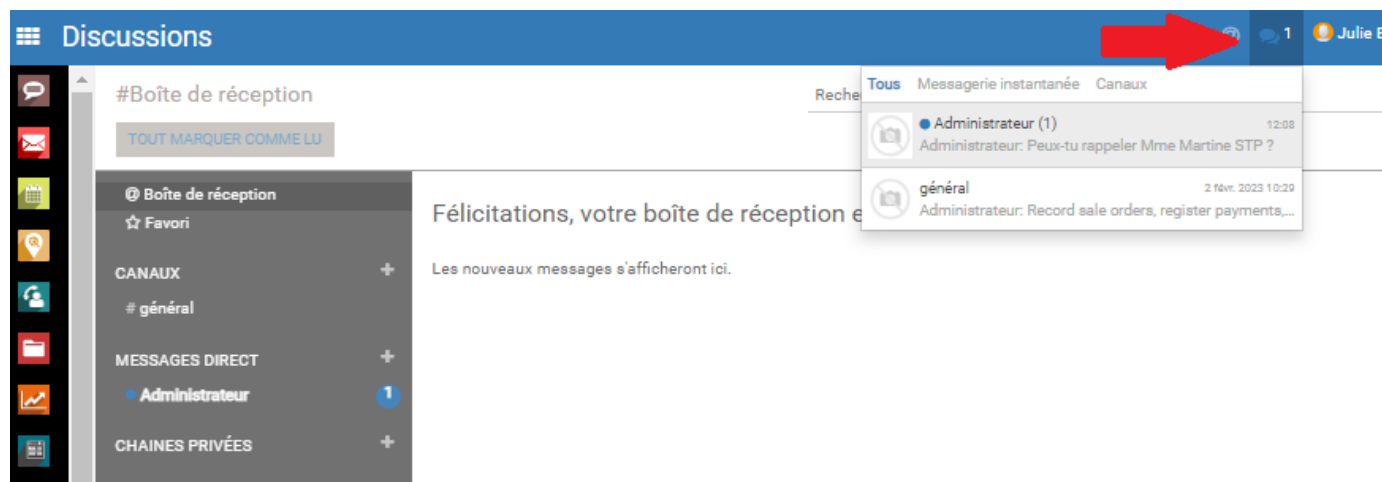 Discussions
@ 1 Julie
#Boîte de réception
Reche
TOUT MARQUER COMME LU
Tous Messagerie instantanée Canaux
Administrateur (1) 12:08
Administrateur: Peux-tu rappeler Mme Martine STP ?
général 2 févr. 2023 10:29
Administrateur: Record sale orders, register payments,...
@ Boîte de réception
Favori
CANAUX +
# général
MESSAGES DIRECT +
Administrateur 1
CHAINES PRIVÉES +
Félicitations, votre boîte de réception e
Les nouveaux messages s'afficheront ici.